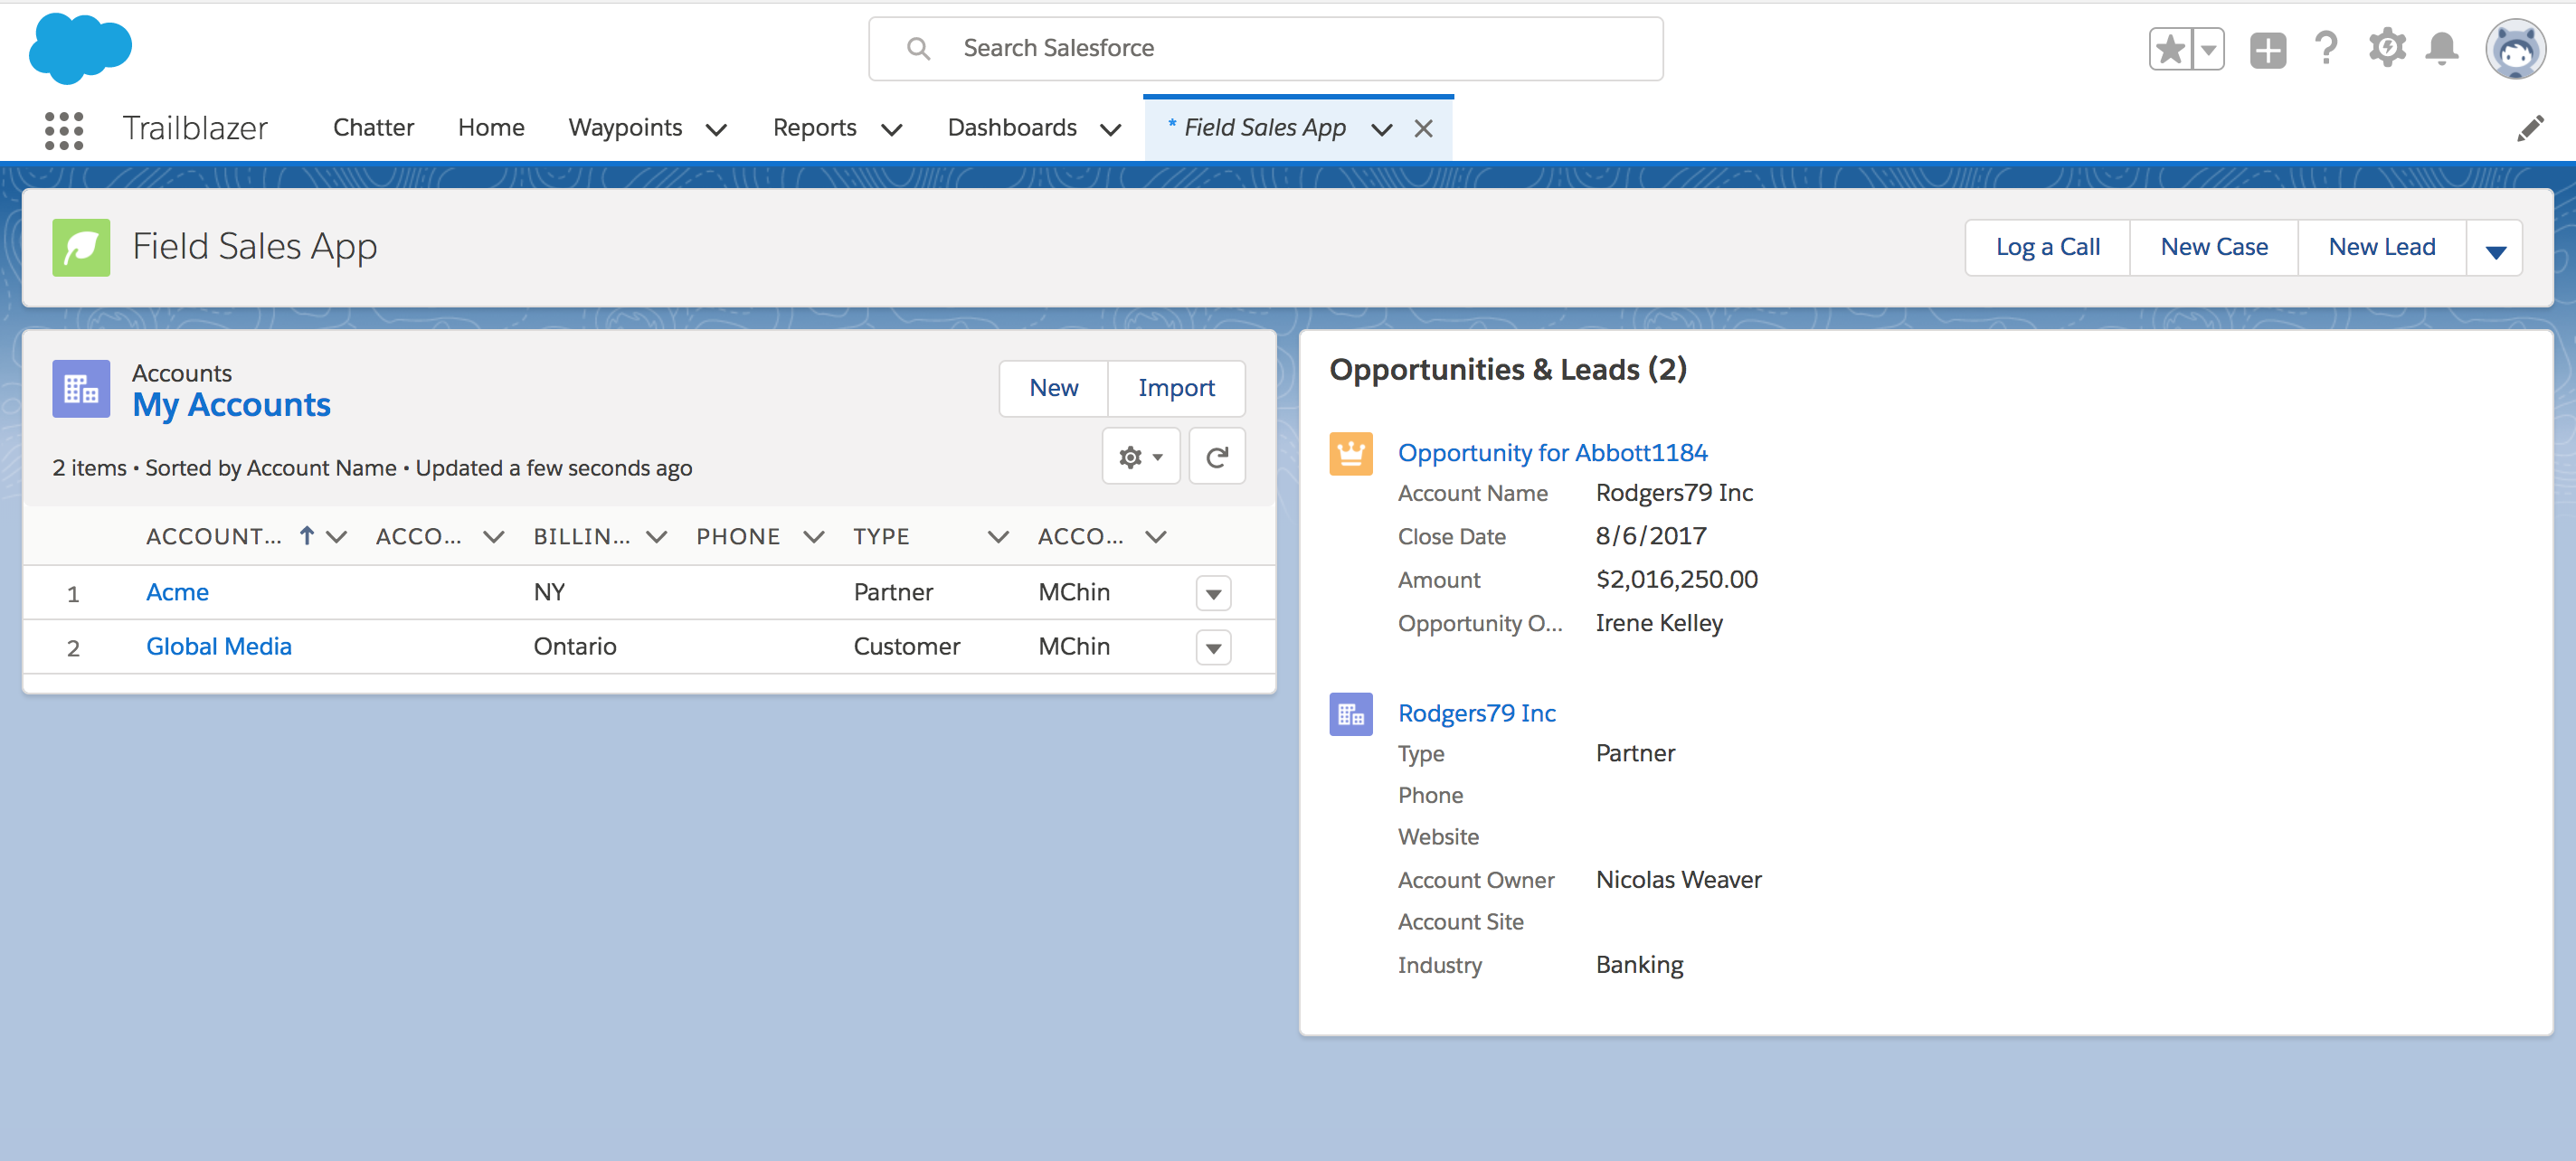 Search Salesforce
Trailblazer Chatter Home Waypoints Reports Dashboards * Field Sales App
Field Sales App
Log a Call New Case New Lead
Accounts
My Accounts
New Import
2 items • Sorted by Account Name • Updated a few seconds ago
ACCOUNT... ACCO... BILLIN... PHONE TYPE ACCO...
1 Acme NY Partner MChin
2 Global Media Ontario Customer MChin
Opportunities & Leads (2)
Opportunity for Abbott1184
Account Name Rodgers79 Inc
Close Date 8/6/2017
Amount $2,016,250.00
Opportunity O... Irene Kelley
Rodgers79 Inc
Type Partner
Phone
Website
Account Owner Nicolas Weaver
Account Site
Industry Banking